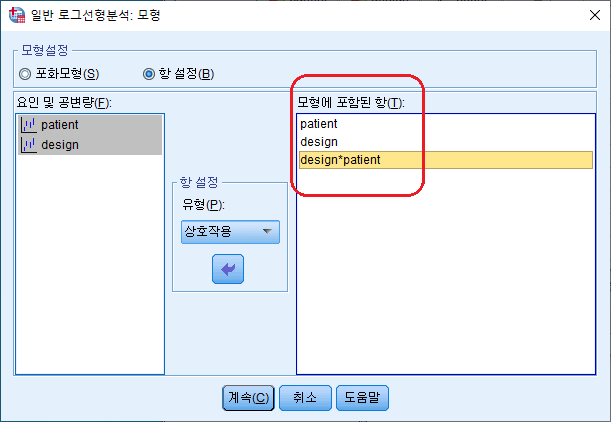 일반 로그선형분석: 모형
모형설정
포화모형(S)
항 설정(B)
요인 및 공변량(F):
patient
design
항 설정
유형(P):
상호작용
모형에 포함된 항(T):
patient
design
design*patient
계속(C)
취소
도움말